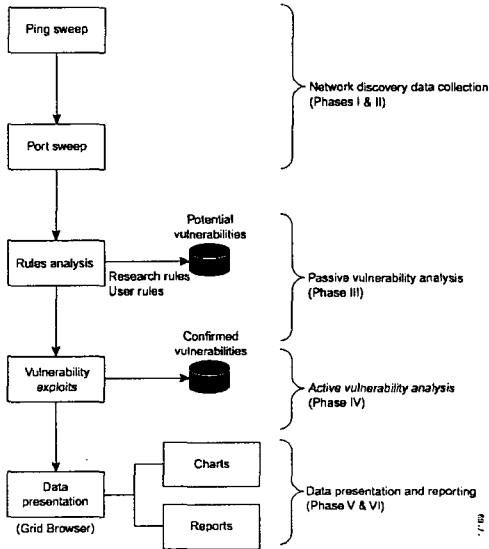 Ping sweep
Network discovery data collection
(Phases I & II)
Port sweep
Potential
vulnerabilities
Rules analysis
Research rules
User rules
Passive vulnerability analysis
(Phase III)
Confirmed
vulnerabilities
Vulnerability
exploits
Active vulnerability analysis
(Phase IV)
Charts
Data
presentation
Data presentation and reporting
(Phase V & VI)
(Grid Browser)
Reports